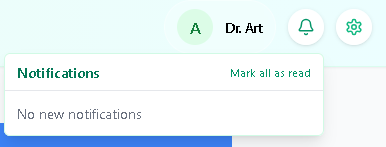 A Dr. Art
Notifications Mark all as read
No new notifications